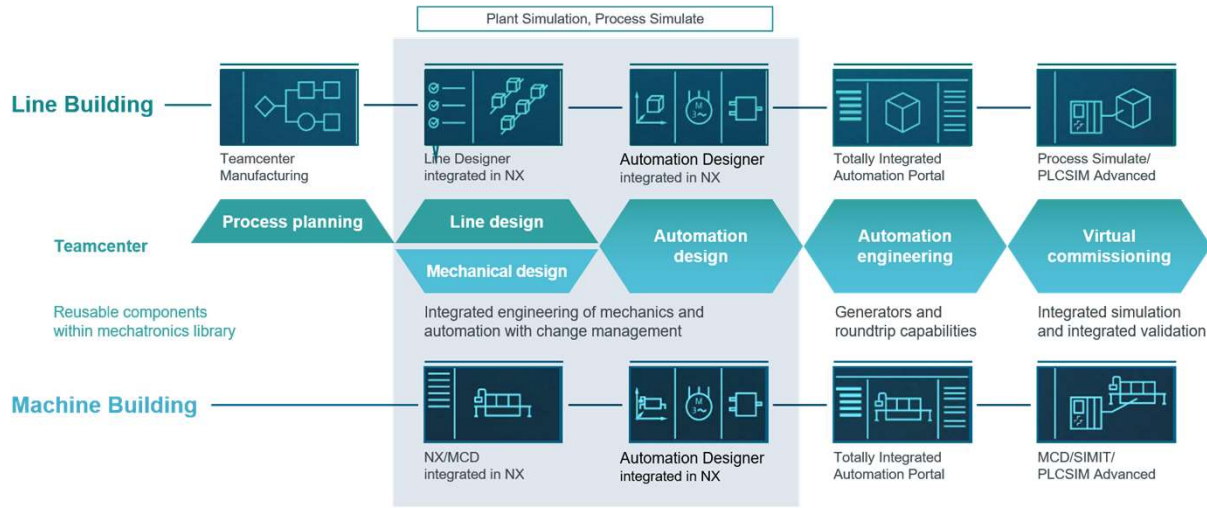 Plant Simulation, Process Simulate
Line Building
Teamcenter
Manufacturing
Line Designer
integrated in NX
Automation Designer
integrated in NX
Totally Integrated
Automation Portal
Process Simulate/
PLCSIM Advanced
Teamcenter
Process planning
Line design
Mechanical design
Automation
design
Automation
engineering
Virtual
commissioning
Reusable components
within mechatronics library
Integrated engineering of mechanics and
automation with change management
Generators and
roundtrip capabilities
Integrated simulation
and integrated validation
Machine Building
NX/MCD
integrated in NX
Automation Designer
integrated in NX
Totally Integrated
Automation Portal
MCD/SIMIT/
PLCSIM Advanced
M
3~
M
3~